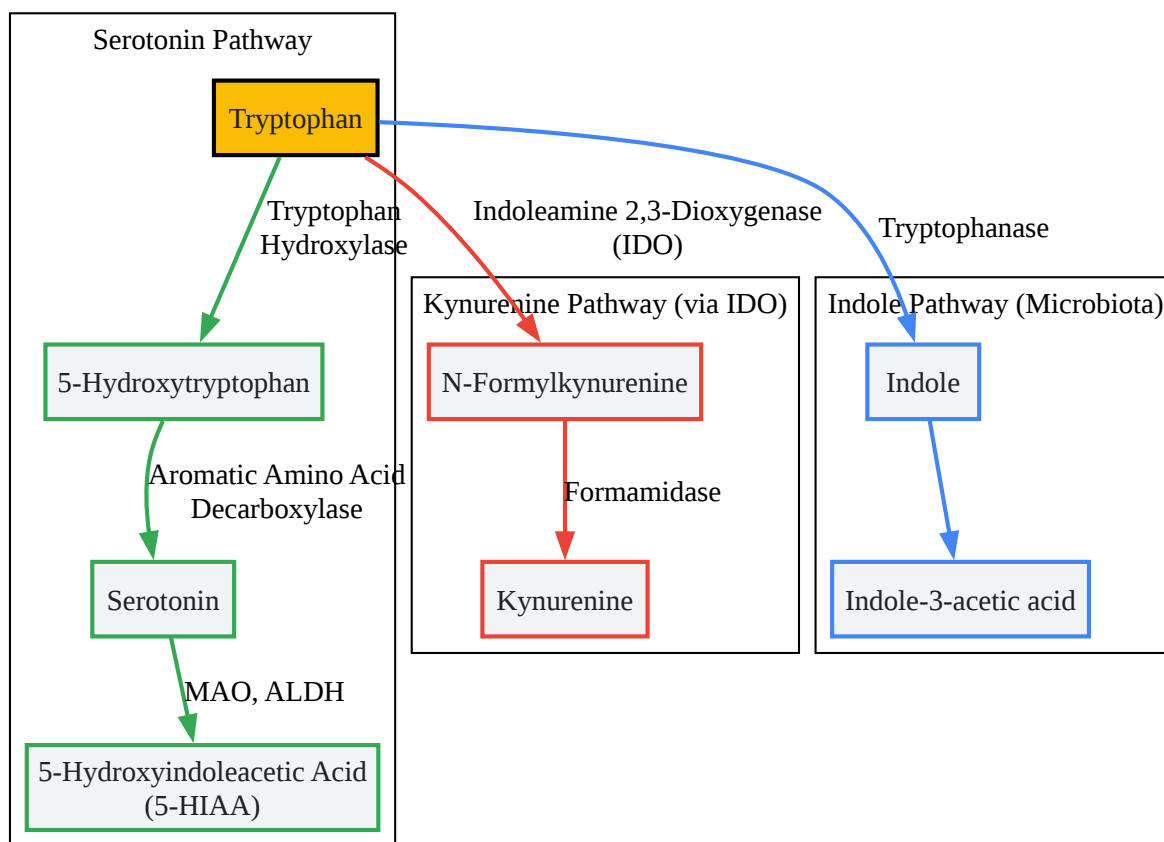 Serotonin Pathway
Tryptophan
Tryptophan
Hydroxylase
Indoleamine 2,3-Dioxygenase
(IDO)
Tryptophanase
Kynurenine Pathway (via IDO)
Indole Pathway (Microbiota)
5-Hydroxytryptophan
N-Formylkynurenine
Indole
Aromatic Amino Acid
Decarboxylase
Formamidase
Serotonin
Kynurenine
Indole-3-acetic acid
MAO, ALDH
5-Hydroxyindoleacetic Acid
(5-HIAA)